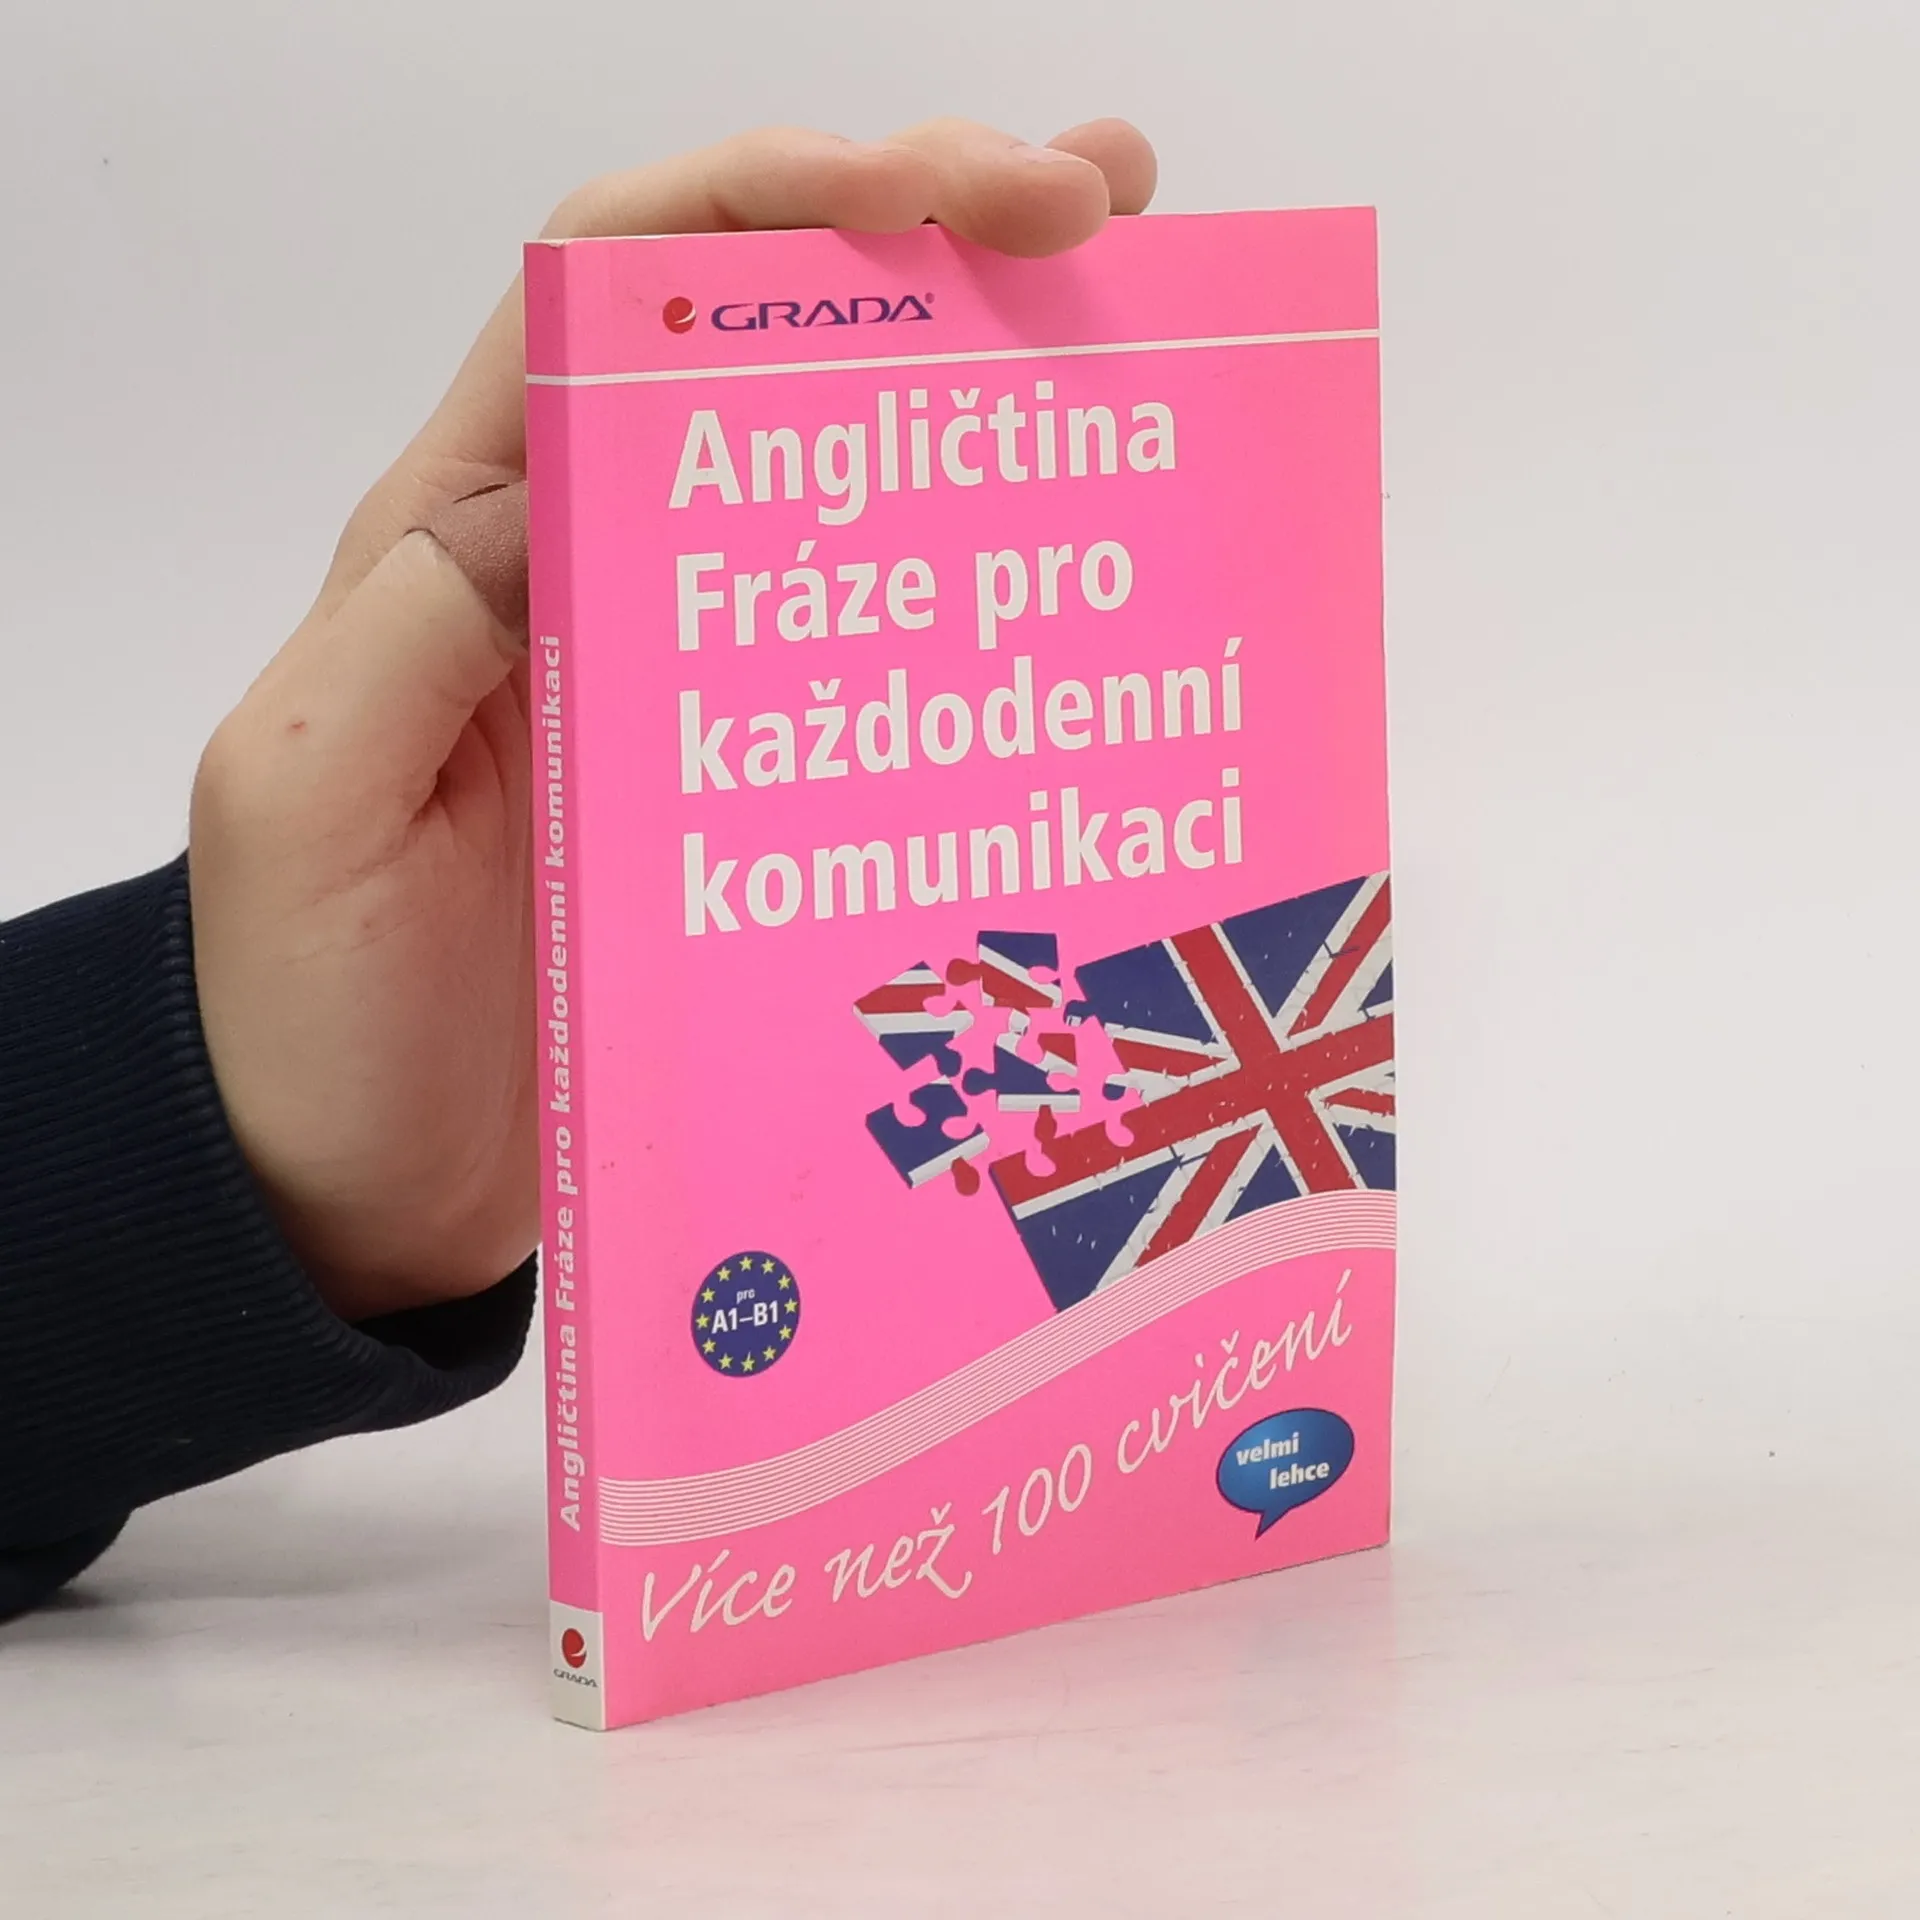 GRADA®
Angličtina
Fráze pro
každodenní
komunikaci
pro
A1–B1
Více než 100 cvičení
velmi
lehce
Angličtina Fráze pro každodenní komunikaci
GRADA